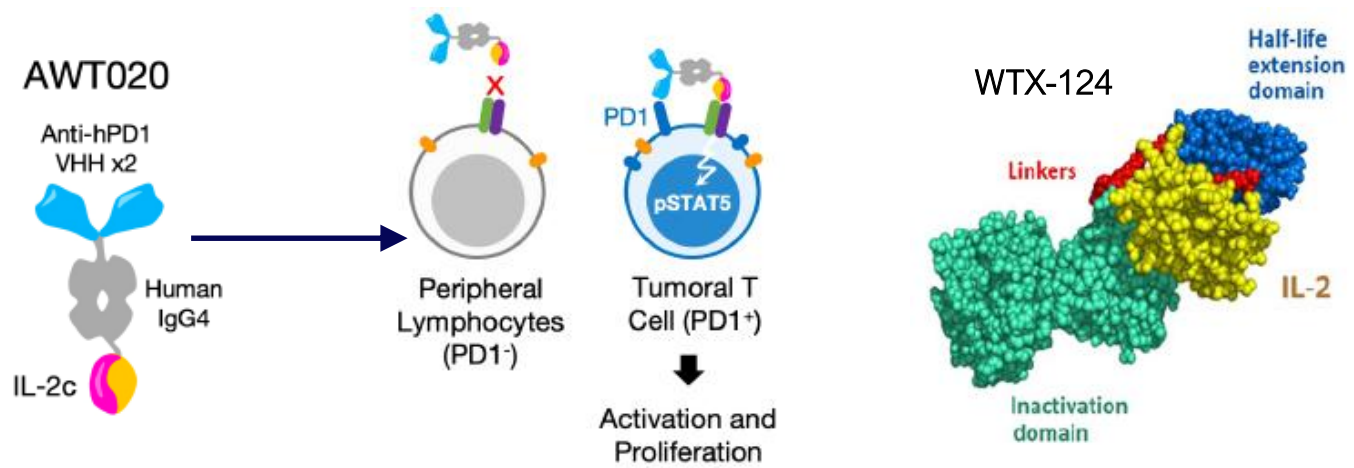 AWT020
Anti-hPD1
VHH x2
Human
IgG4
IL-2c
X
Peripheral
Lymphocytes
(PD1-)
PD1
pSTAT5
Tumoral T
Cell (PD1+)
Activation and
Proliferation
WTX-124
Half-life
extension
domain
Linkers
IL-2
Inactivation
domain